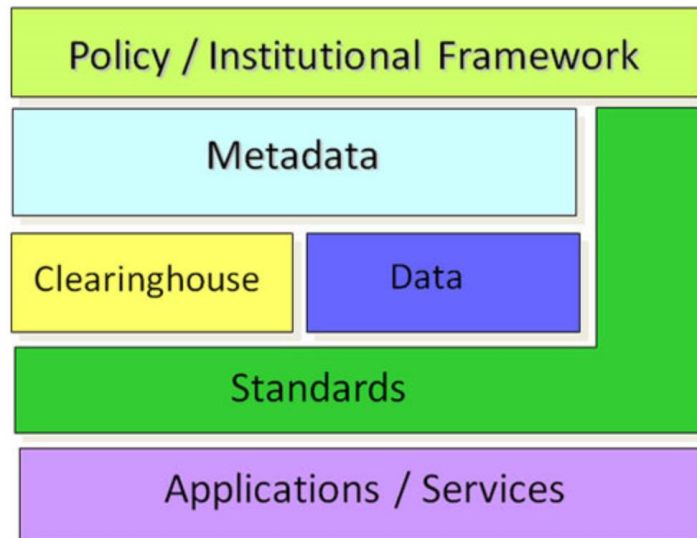 Policy / Institutional Framework
Metadata
Clearinghouse
Data
Standards
Applications / Services